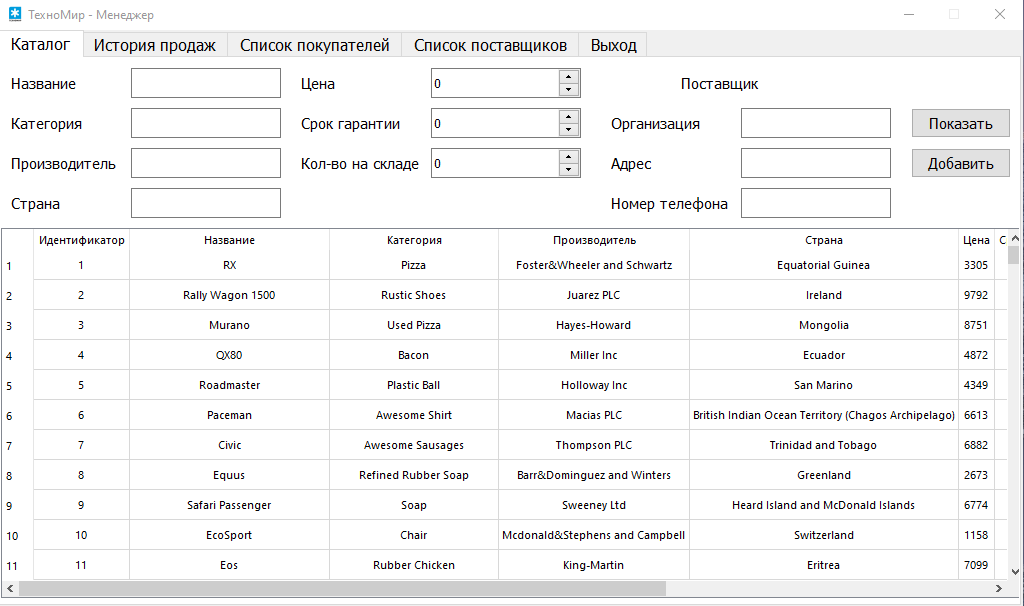 ТехноМир - Менеджер
Каталог История продаж Список покупателей Список поставщиков Выход
Название Цена 0 Поставщик
Категория Срок гарантии 0 Организация Показать
Производитель Кол-во на складе 0 Адрес Добавить
Страна Номер телефона
Идентификатор Название Категория Производитель Страна Цена С
1 1 RX Pizza Foster&Wheeler and Schwartz Equatorial Guinea 3305
2 2 Rally Wagon 1500 Rustic Shoes Juarez PLC Ireland 9792
3 3 Murano Used Pizza Hayes-Howard Mongolia 8751
4 4 QX80 Bacon Miller Inc Ecuador 4872
5 5 Roadmaster Plastic Ball Holloway Inc San Marino 4349
6 6 Paceman Awesome Shirt Macias PLC British Indian Ocean Territory (Chagos Archipelago) 6613
7 7 Civic Awesome Sausages Thompson PLC Trinidad and Tobago 6882
8 8 Equus Refined Rubber Soap Barr&Dominguez and Winters Greenland 2673
9 9 Safari Passenger Soap Sweeney Ltd Heard Island and McDonald Islands 6774
10 10 EcoSport Chair Mcdonald&Stephens and Campbell Switzerland 1158
11 11 Eos Rubber Chicken King-Martin Eritrea 7099